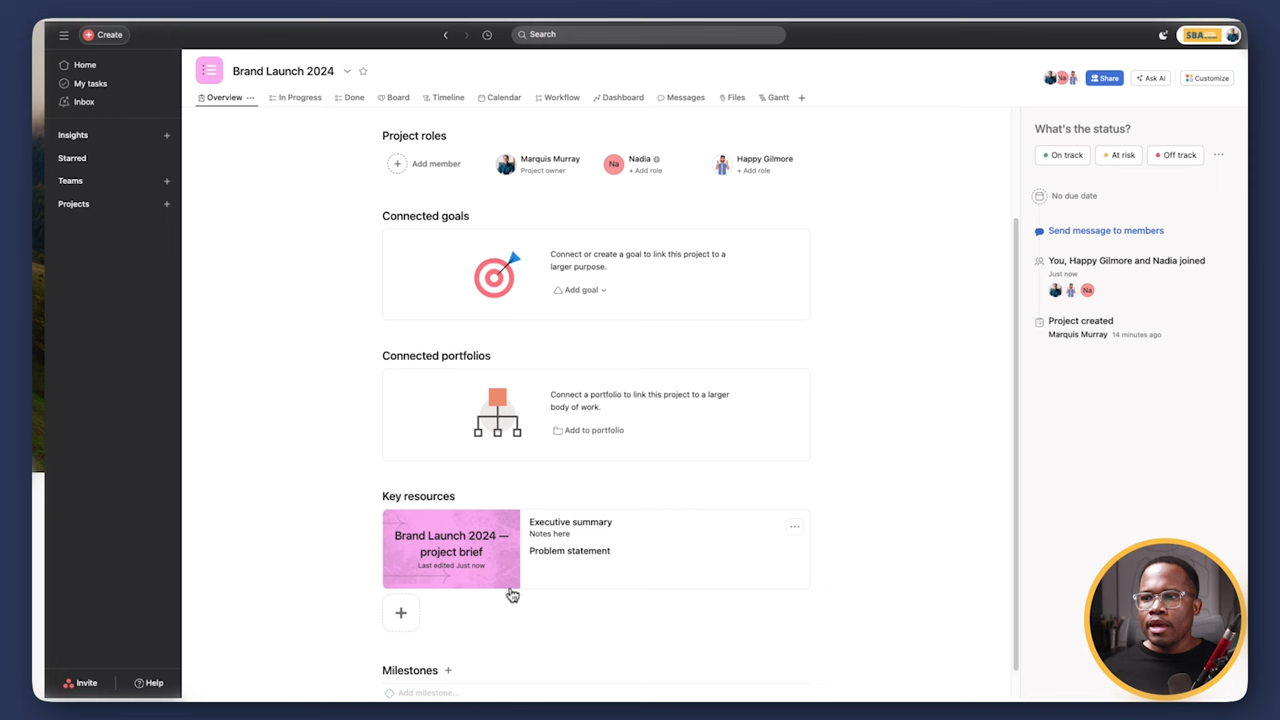 Create
Search
SBA
Home
My tasks
Inbox
Insights
Starred
Teams
Projects
Invite
Help
Brand Launch 2024
Share
Ask AI
Customize
Overview
In Progress
Done
Board
Timeline
Calendar
Workflow
Dashboard
Messages
Files
Gantt
Project roles
Add member
Marquis Murray
Project owner
Na
Nadia
+ Add role
Happy Gilmore
+ Add role
Connected goals
Connect or create a goal to link this project to a
larger purpose.
Add goal
Connected portfolios
Connect a portfolio to link this project to a larger
body of work.
Add to portfolio
Key resources
Brand Launch 2024 —
project brief
Last edited Just now
Executive summary
Notes here
Problem statement
Milestones
Add milestone...
What's the status?
On track
At risk
Off track
No due date
Send message to members
You, Happy Gilmore and Nadia joined
Just now
Na
Project created
Marquis Murray 14 minutes ago